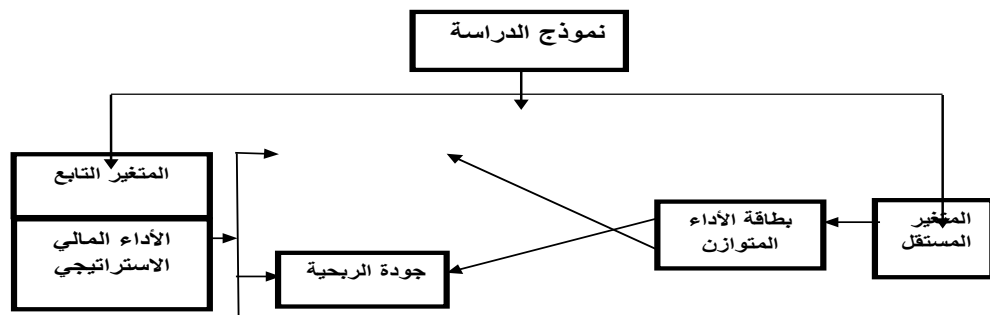 نموذج الدراسة
المتغير التابع
الأداء المالي
الاستراتيجي
جودة الربحية
بطاقة الأداء
المتوازن
المتغير
المستقل